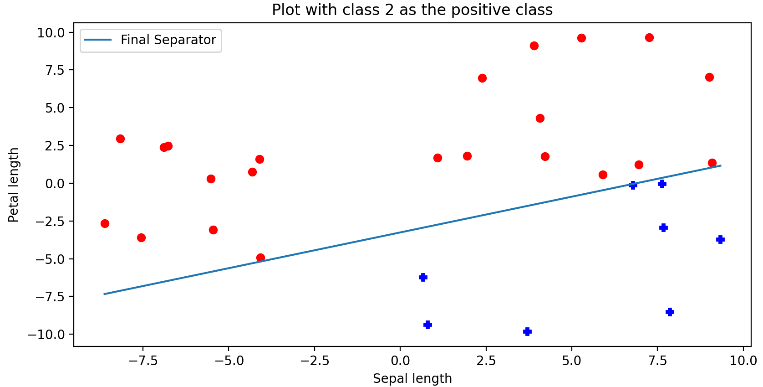 Plot with class 2 as the positive class
Final Separator
Petal length
10.0
7.5
5.0
2.5
0.0
−2.5
−5.0
−7.5
−10.0
−7.5 −5.0 −2.5 0.0 2.5 5.0 7.5 10.0
Sepal length